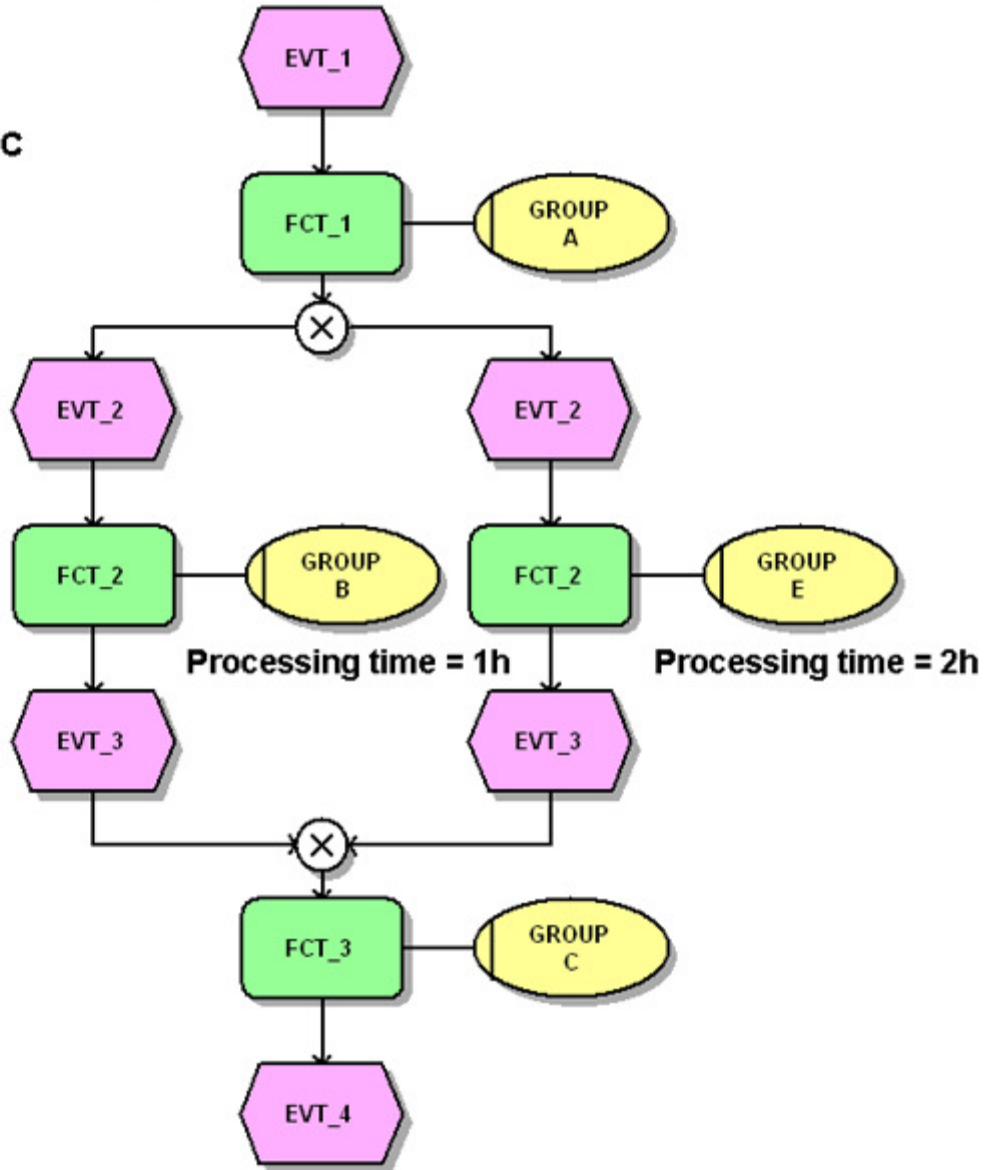 EVT_1
C
FCT_1
GROUP
A
EVT_2
EVT_2
FCT_2
GROUP
B
FCT_2
GROUP
E
Processing time = 1h
Processing time = 2h
EVT_3
EVT_3
FCT_3
GROUP
C
EVT_4